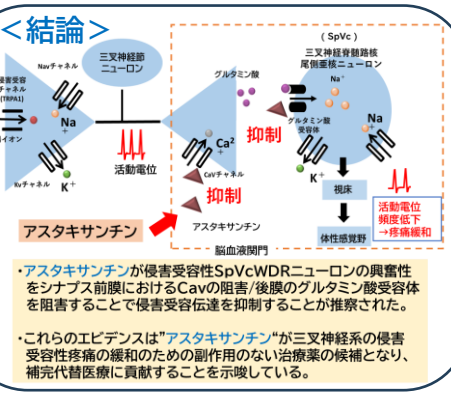 ＜結論＞
( SpVc )
三叉神経脊髄路核
尾側亜核ニューロン
三叉神経節
ニューロン
Navチャネル
侵害受容
チャネル
(TRPA1)
Na
+
イオン
Kvチャネル
K⁺
活動電位
グルタミン酸
Na⁺
グルタミン酸
受容体
Na
+
抑制
Ca²
+
Cavチャネル
抑制
K⁺
視床
体性感覚野
活動電位
頻度低下
→疼痛緩和
アスタキサンチン
アスタキサンチン
脳血液関門
・アスタキサンチンが侵害受容性SpVcWDRニューロンの興奮性
をシナプス前膜におけるCavの阻害/後膜のグルタミン酸受容体
を阻害することで侵害受容伝達を抑制することが推察された。
・これらのエビデンスは”アスタキサンチン“が三叉神経系の侵害
受容性疼痛の緩和のための副作用のない治療薬の候補となり、
補完代替医療に貢献することを示唆している。